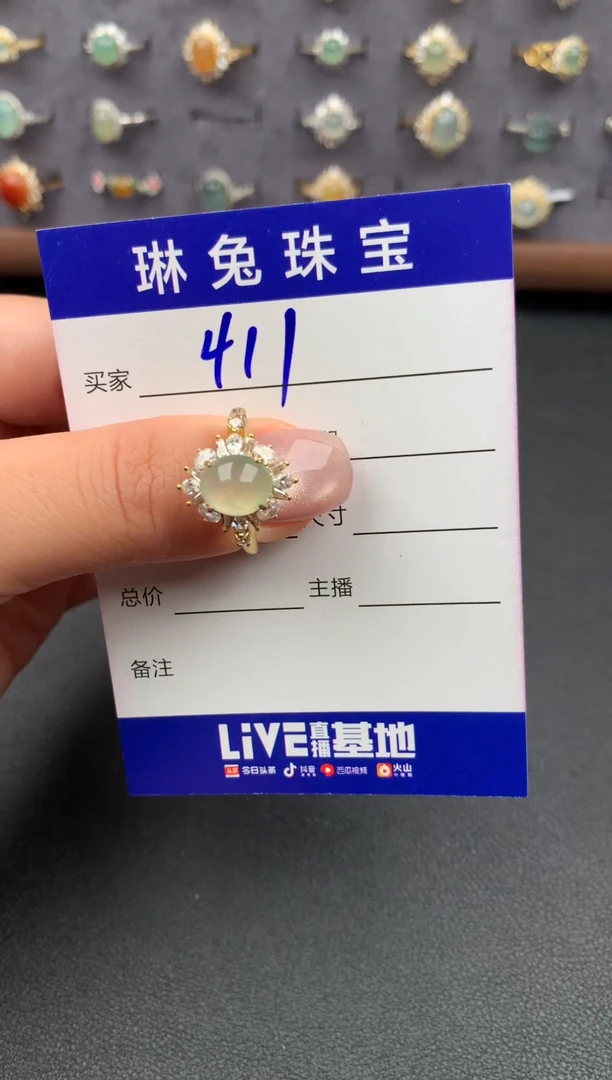 琳兔珠宝
买家 411
尺寸
总价 主播
备注
LiVE直播基地
今日头条 抖音 西瓜视频 火山